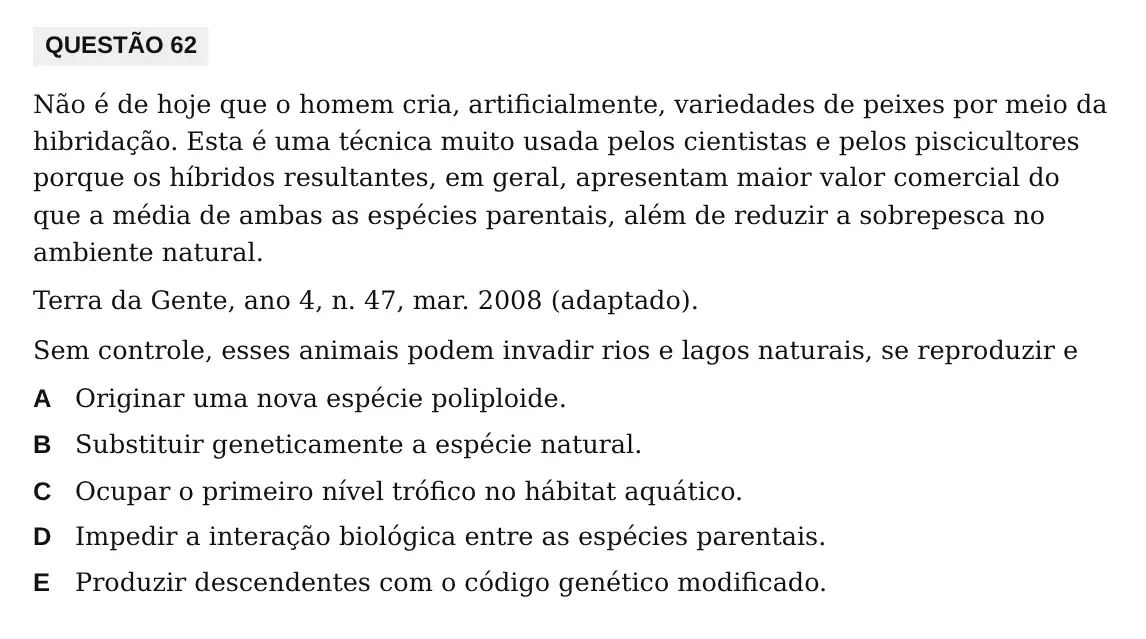 QUESTÃO 62
Não é de hoje que o homem cria, artificialmente, variedades de peixes por meio da
hibridação. Esta é uma técnica muito usada pelos cientistas e pelos piscicultores
porque os híbridos resultantes, em geral, apresentam maior valor comercial do
que a média de ambas as espécies parentais, além de reduzir a sobrepesca no
ambiente natural.
Terra da Gente, ano 4, n. 47, mar. 2008 (adaptado).
Sem controle, esses animais podem invadir rios e lagos naturais, se reproduzir e
A Originar uma nova espécie poliploide.
B Substituir geneticamente a espécie natural.
C Ocupar o primeiro nível trófico no hábitat aquático.
D Impedir a interação biológica entre as espécies parentais.
E Produzir descendentes com o código genético modificado.